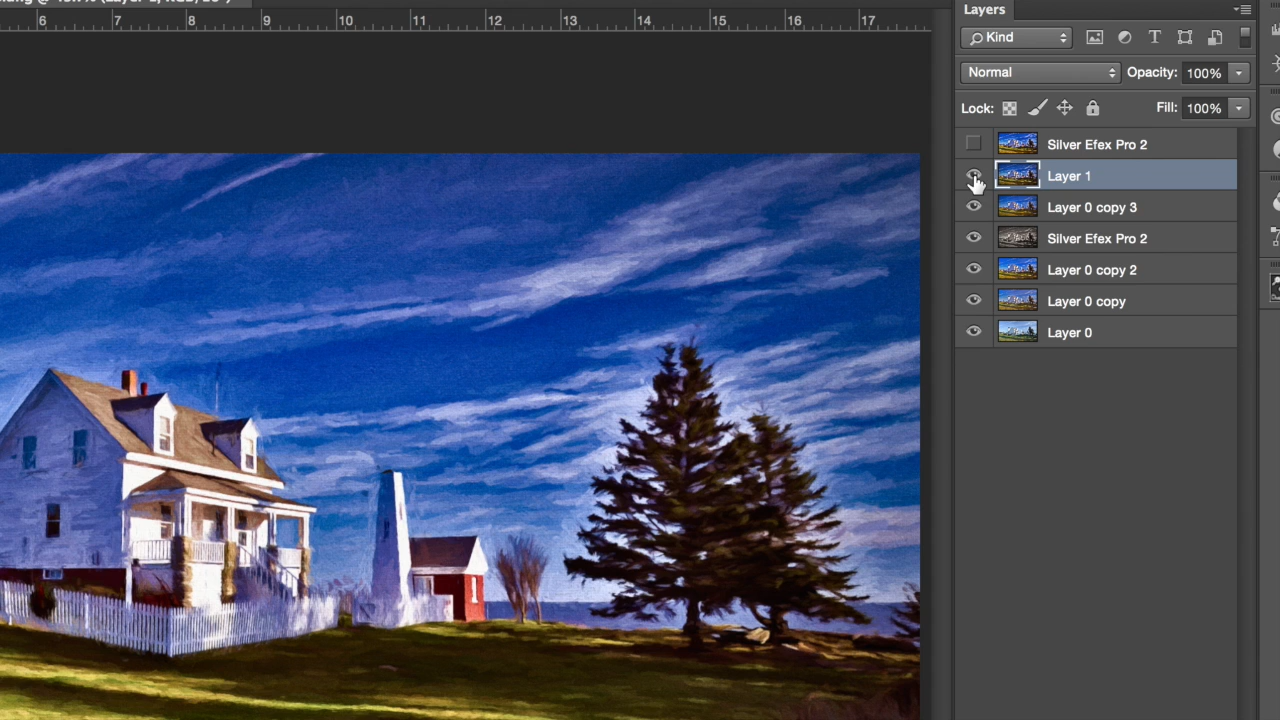 Layers
6 7 8 9 10 11 12 13 14 15 16 17
Kind
Normal Opacity: 100%
Lock: Fill: 100%
Silver Efex Pro 2
Layer 1
Layer 0 copy 3
Silver Efex Pro 2
Layer 0 copy 2
Layer 0 copy
Layer 0